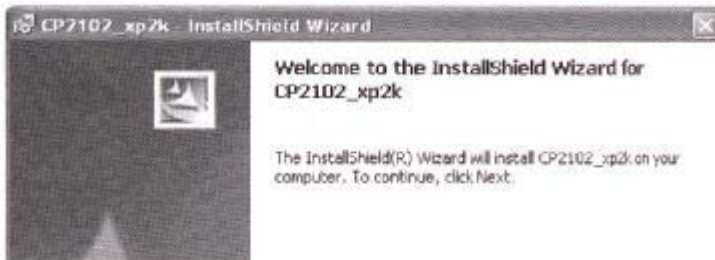 CP2102_xp2k - InstallShield Wizard
Welcome to the InstallShield Wizard for
CP2102_xp2k
The InstallShield(R) Wizard will install CP2102_xp2k on your
computer. To continue, click Next.